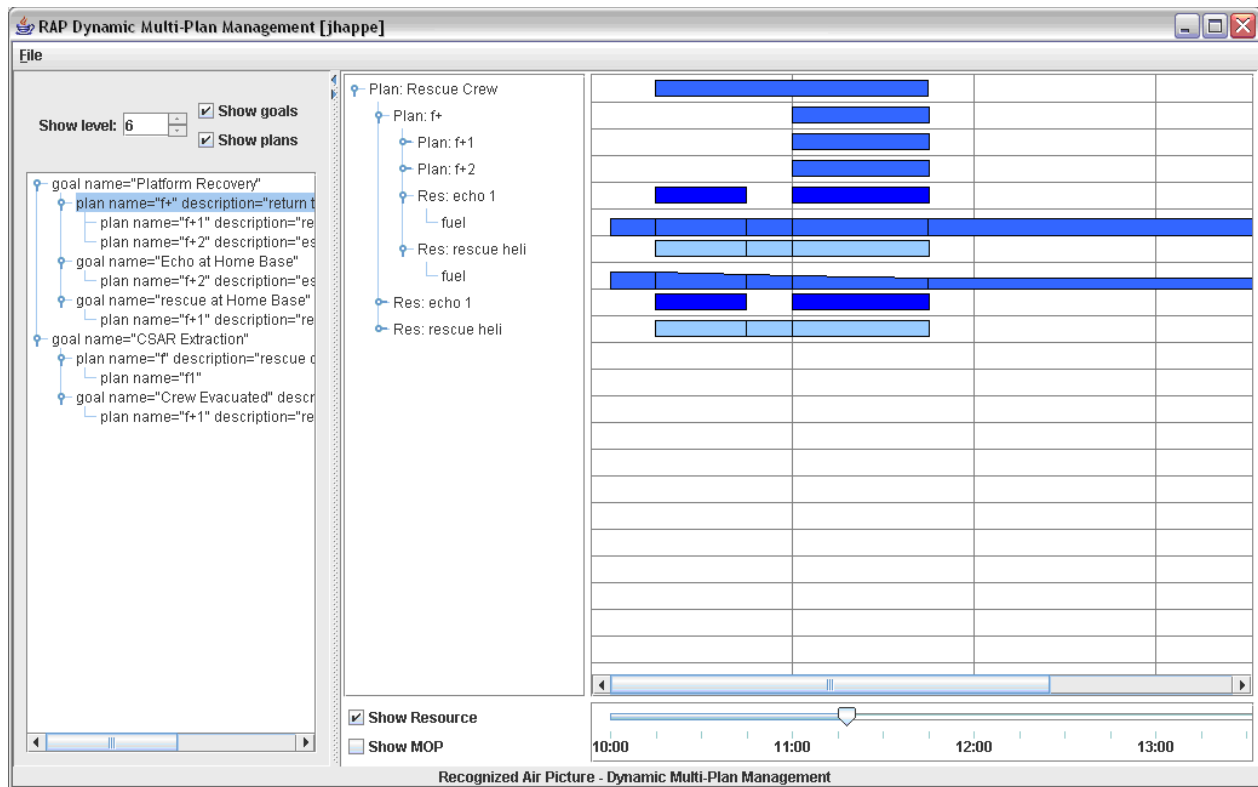 RAP Dynamic Multi-Plan Management [jhappe]
File
Show level: 6
Show goals
Show plans
goal name="Platform Recovery"
plan name="f+" description="return t
plan name="f+1" description="re
plan name="f+2" description="es
goal name="Echo at Home Base"
plan name="f+2" description="es
goal name="rescue at Home Base"
plan name="f+1" description="re
goal name="CSAR Extraction"
plan name="f" description="rescue c
plan name="f1"
goal name="Crew Evacuated" descr
plan name="f+1" description="re
Plan: Rescue Crew
Plan: f+
Plan: f+1
Plan: f+2
Res: echo 1
fuel
Res: rescue heli
fuel
Res: echo 1
Res: rescue heli
Show Resource
Show MOP
10:00 11:00 12:00 13:00
Recognized Air Picture - Dynamic Multi-Plan Management